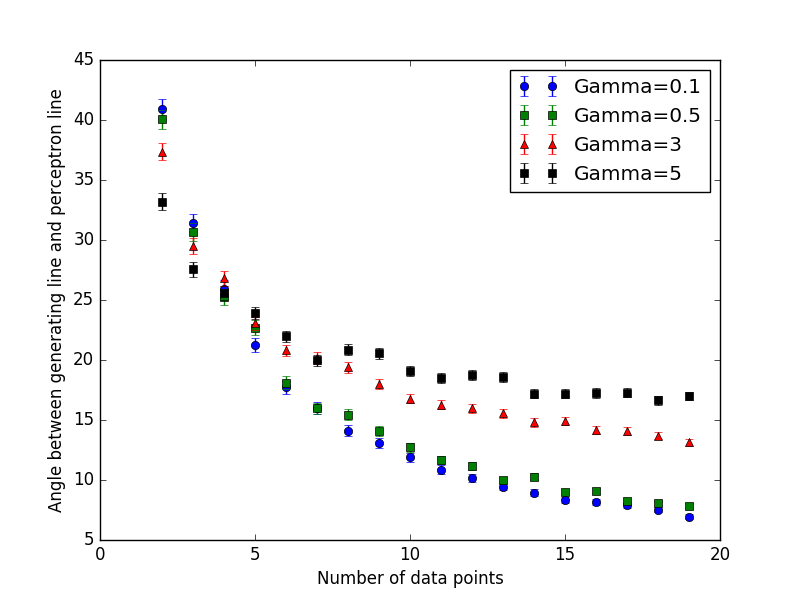 45
40
35
30
25
20
15
10
5
0
5
10
15
20
Angle between generating line and perceptron line
Number of data points
Gamma=0.1
Gamma=0.5
Gamma=3
Gamma=5